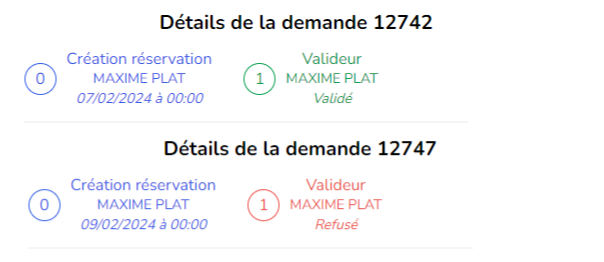 Détails de la demande 12742
Création réservation
0 MAXIME PLAT
07/02/2024 à 00:00
Valideur
1 MAXIME PLAT
Validé
Détails de la demande 12747
Création réservation
0 MAXIME PLAT
09/02/2024 à 00:00
Valideur
1 MAXIME PLAT
Refusé